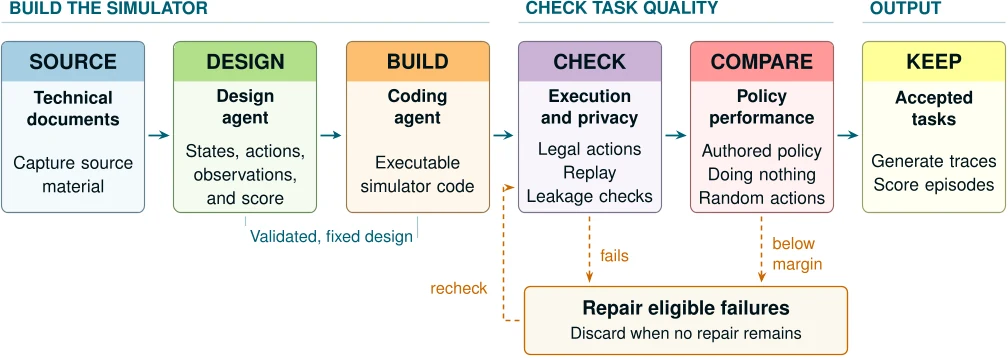 BUILD THE SIMULATOR
CHECK TASK QUALITY
OUTPUT
SOURCE
Technical
documents
Capture source
material
DESIGN
Design
agent
States, actions,
observations,
and score
BUILD
Coding
agent
Executable
simulator code
Validated, fixed design
CHECK
Execution
and privacy
Legal actions
Replay
Leakage checks
COMPARE
Policy
performance
Authored policy
Doing nothing
Random actions
KEEP
Accepted
tasks
Generate traces
Score episodes
fails
below
margin
recheck
Repair eligible failures
Discard when no repair remains